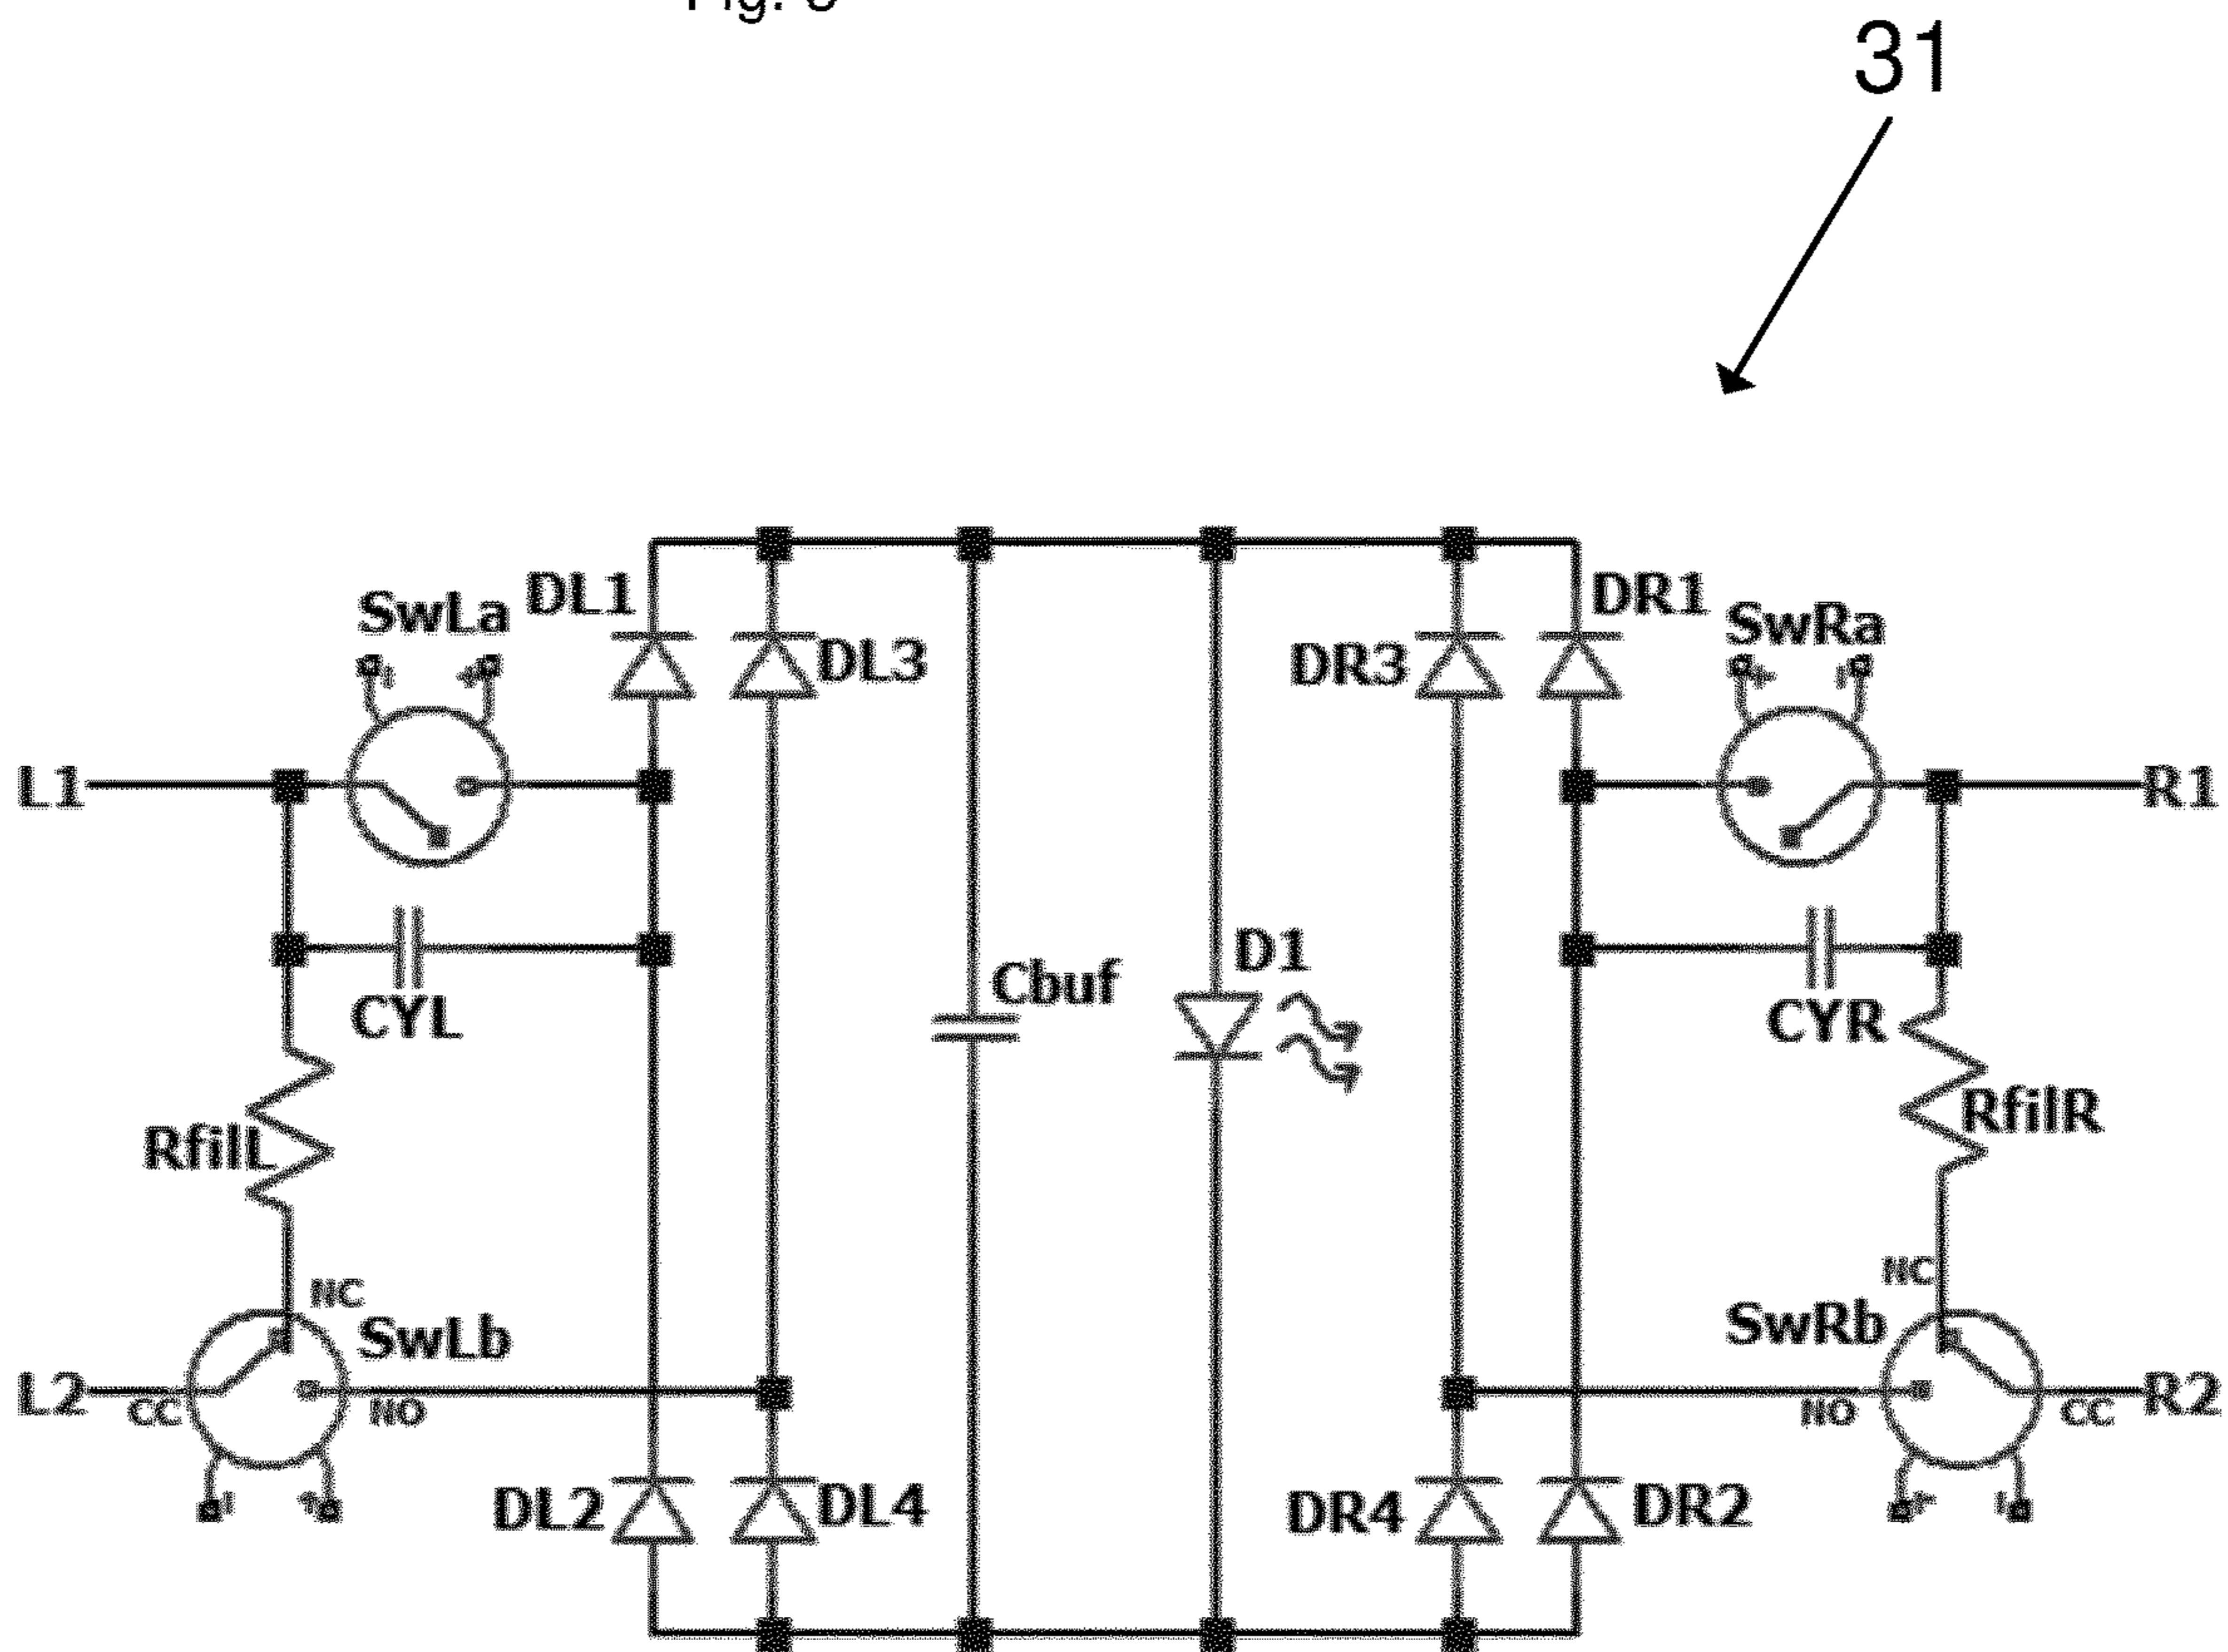 31
SwLa
DL1
DL3
DR3
DR1
SwRa
L1
R1
CYL
Cbuf
D1
CYR
RfilL
RfilR
NC
SwLb
NC
SwRb
L2
CC
NO
NO
CC
R2
DL2
DL4
DR4
DR2